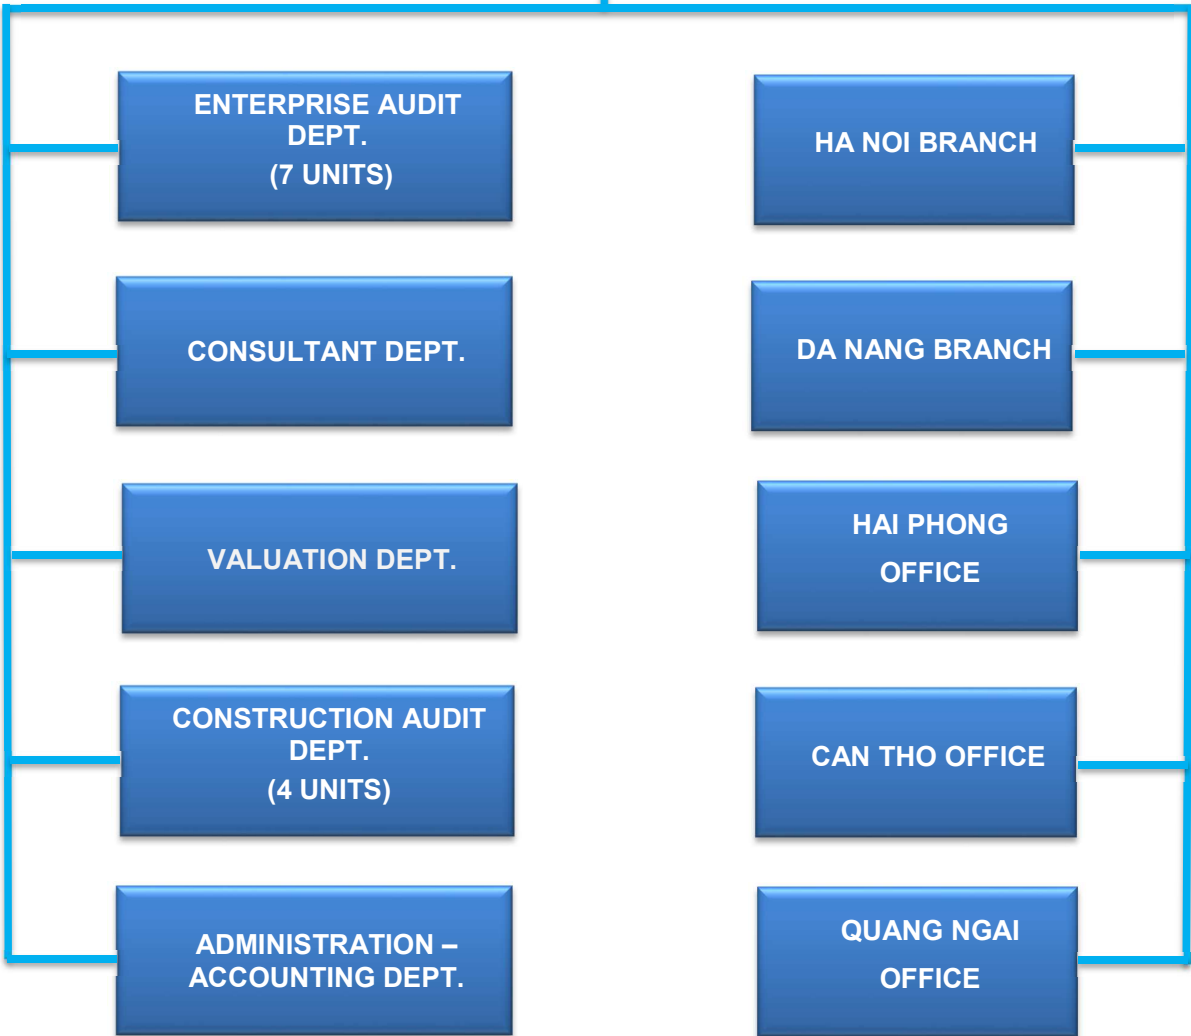 ENTERPRISE AUDIT
DEPT.
(7 UNITS)
HA NOI BRANCH
CONSULTANT DEPT.
DA NANG BRANCH
VALUATION DEPT.
HAI PHONG
OFFICE
CONSTRUCTION AUDIT
DEPT.
(4 UNITS)
CAN THO OFFICE
ADMINISTRATION –
ACCOUNTING DEPT.
QUANG NGAI
OFFICE